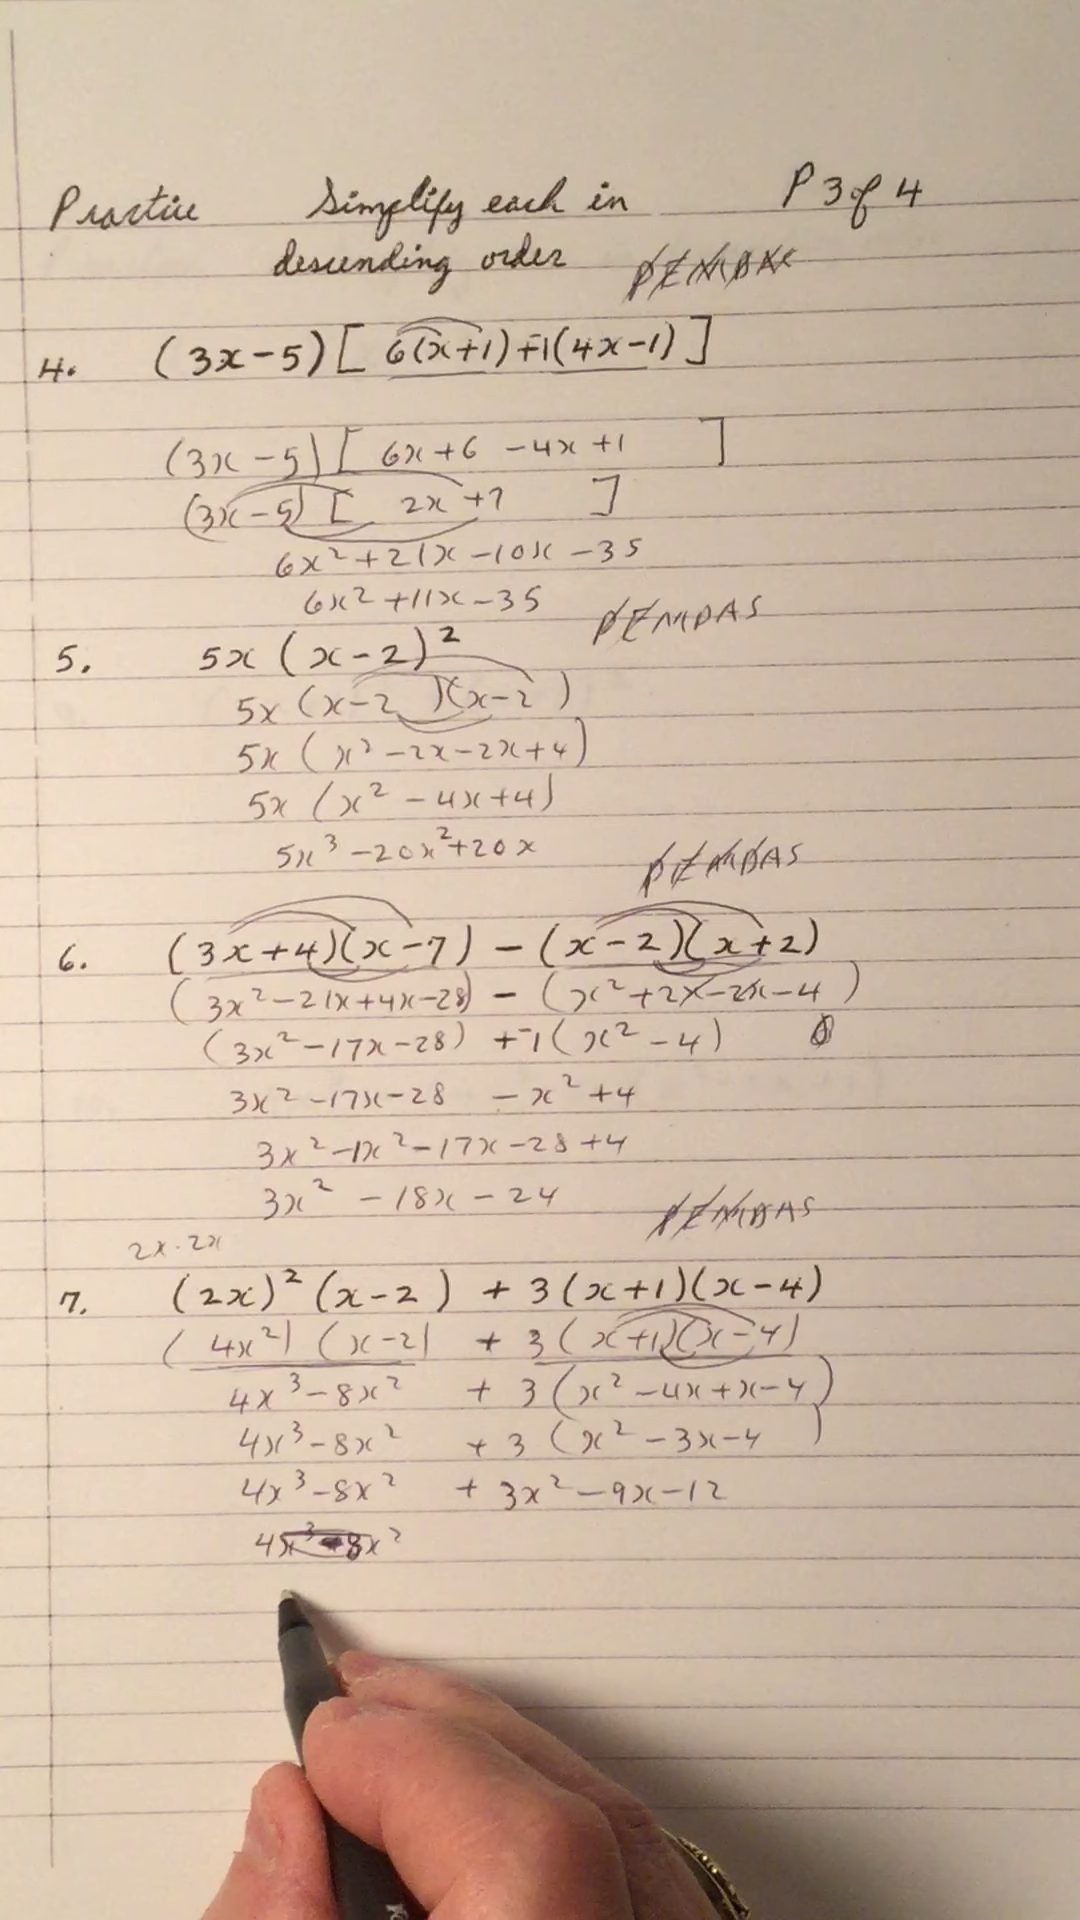 Practice Simplify each in P 3 of 4
descending order PEMDAS
4. (3x-5)[6(x+1)+-1(4x-1)]
(3x-5)[6x+6-4x+1]
(3x-5)[2x+7]
6x²+21x-10x-35
6x²+11x-35 PEMDAS
5. 5x(x-2)²
5x(x-2)(x-2)
5x(x²-2x-2x+4)
5x(x²-4x+4)
5x³-20x²+20x PEMDAS
6. (3x+4)(x-7)-(x-2)(x+2)
(3x²-21x+4x-28)-(x²+2x-2x-4)
(3x²-17x-28)+-1(x²-4)
3x²-17x-28 -x²+4
3x²-1x²-17x-28+4
3x²-18x-24 PEMDAS
2x·2x
7. (2x)²(x-2)+3(x+1)(x-4)
(4x²)(x-2)+3(x+1)(x-4)
4x³-8x²+3(x²-4x+x-4)
4x³-8x²+3(x²-3x-4)
4x³-8x²+3x²-9x-12
4x³-8x²